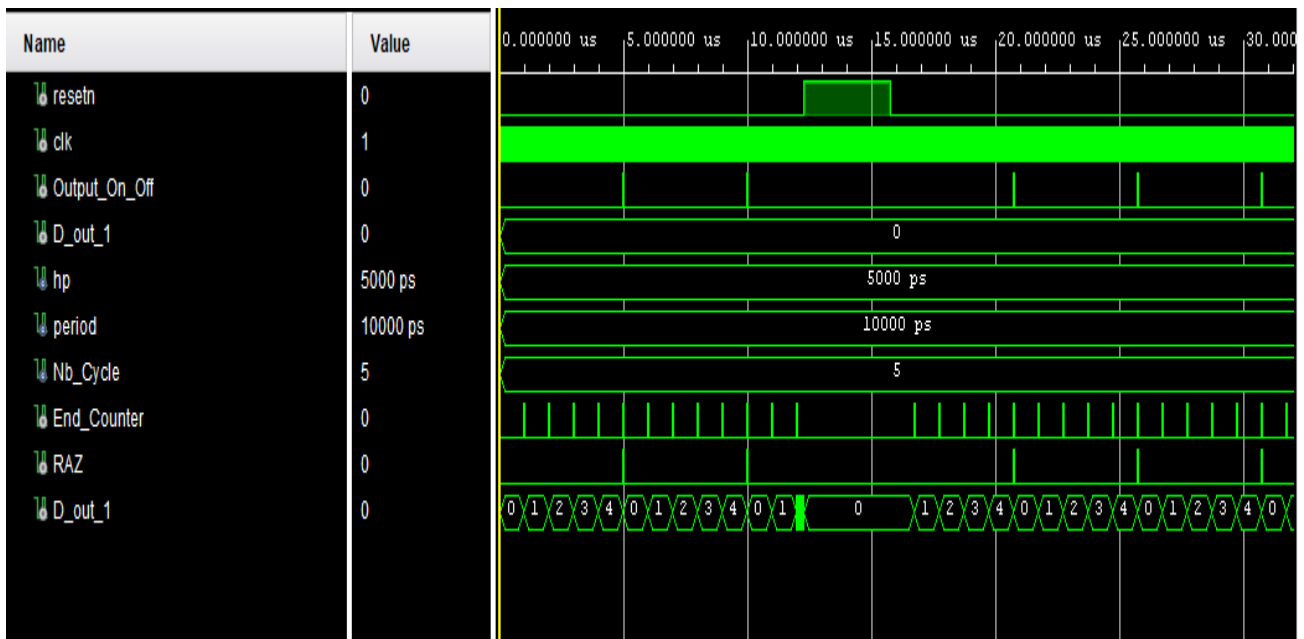 Name Value 0.000000 us 5.000000 us 10.000000 us 15.000000 us 20.000000 us 25.000000 us 30.000
resetn 0
clk 1
Output_On_Off 0
D_out_1 0 0
hp 5000 ps 5000 ps
period 10000 ps 10000 ps
Nb_Cycle 5 5
End_Counter 0
RAZ 0
D_out_1 0 0 1 2 3 4 0 1 2 3 4 0 1 0 1 2 3 4 0 1 2 3 4 0 1 2 3 4 0